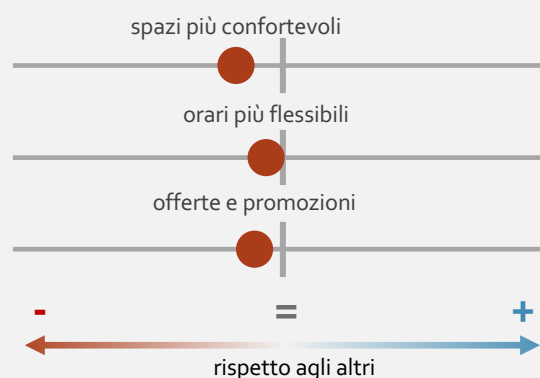 spazi più confortevoli
orari più flessibili
offerte e promozioni
- = +
rispetto agli altri